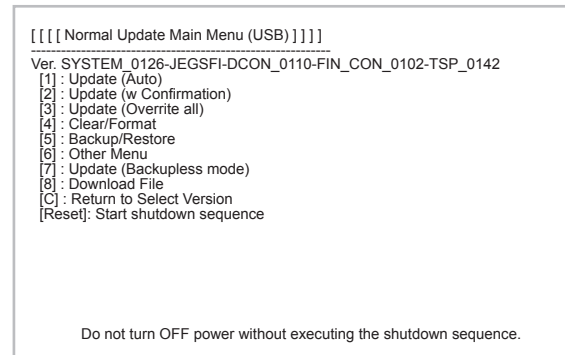 [ [ [ [ Normal Update Main Menu (USB) ] ] ] ]
------------------------------------------------------------
Ver. SYSTEM_0126-JEGSFI-DCON_0110-FIN_CON_0102-TSP_0142
[1] : Update (Auto)
[2] : Update (w Confirmation)
[3] : Update (Overrite all)
[4] : Clear/Format
[5] : Backup/Restore
[6] : Other Menu
[7] : Update (Backupless mode)
[8] : Download File
[C] : Return to Select Version
[Reset]: Start shutdown sequence
Do not turn OFF power without executing the shutdown sequence.